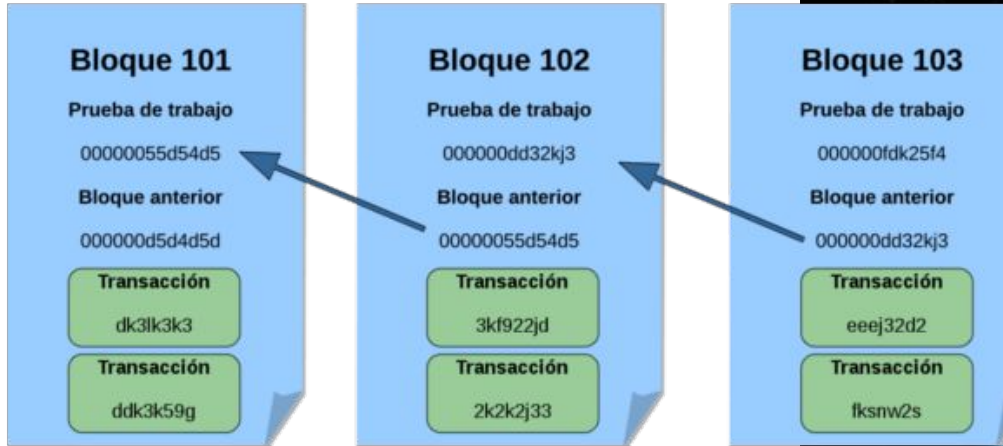 Bloque 101
Prueba de trabajo
00000055d54d5
Bloque anterior
000000d5d4d5d
Transacción
dk3lk3k3
Transacción
ddk3k59g
Bloque 102
Prueba de trabajo
000000dd32kj3
Bloque anterior
00000055d54d5
Transacción
3kf922jd
Transacción
2k2k2j33
Bloque 103
Prueba de trabajo
000000fdk25f4
Bloque anterior
000000dd32kj3
Transacción
eeej32d2
Transacción
fksnw2s